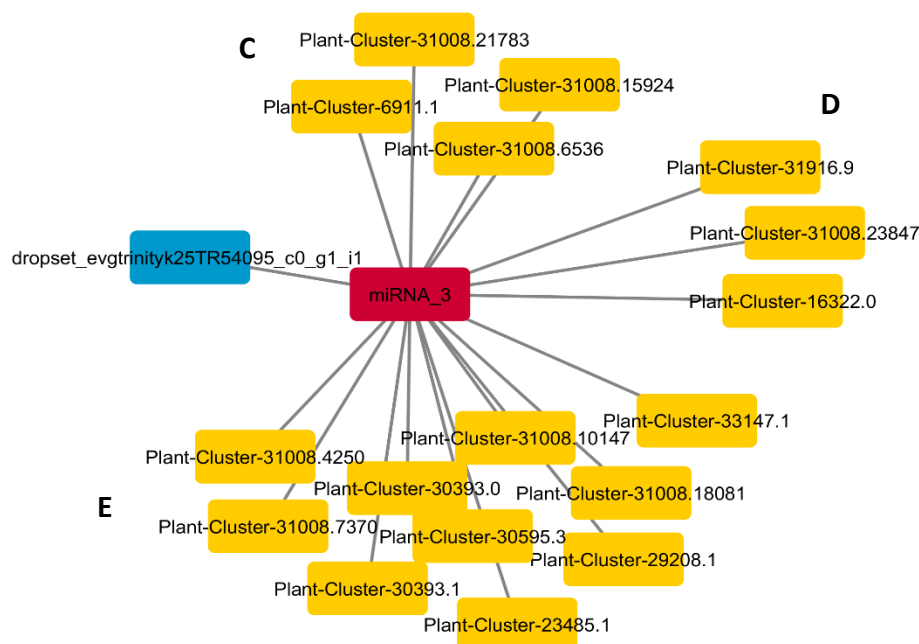 Plant-Cluster-31008.21783
C
Plant-Cluster-31008.15924
Plant-Cluster-6911.1
D
Plant-Cluster-31008.6536
Plant-Cluster-31916.9
Plant-Cluster-31008.23847
dropset_evgtrinityk25TR54095_c0_g1_i1
miRNA_3
Plant-Cluster-16322.0
Plant-Cluster-33147.1
Plant-Cluster-31008.10147
Plant-Cluster-31008.4250
Plant-Cluster-30393.0
Plant-Cluster-31008.18081
E
Plant-Cluster-31008.7370
Plant-Cluster-30595.3
Plant-Cluster-29208.1
Plant-Cluster-30393.1
Plant-Cluster-23485.1